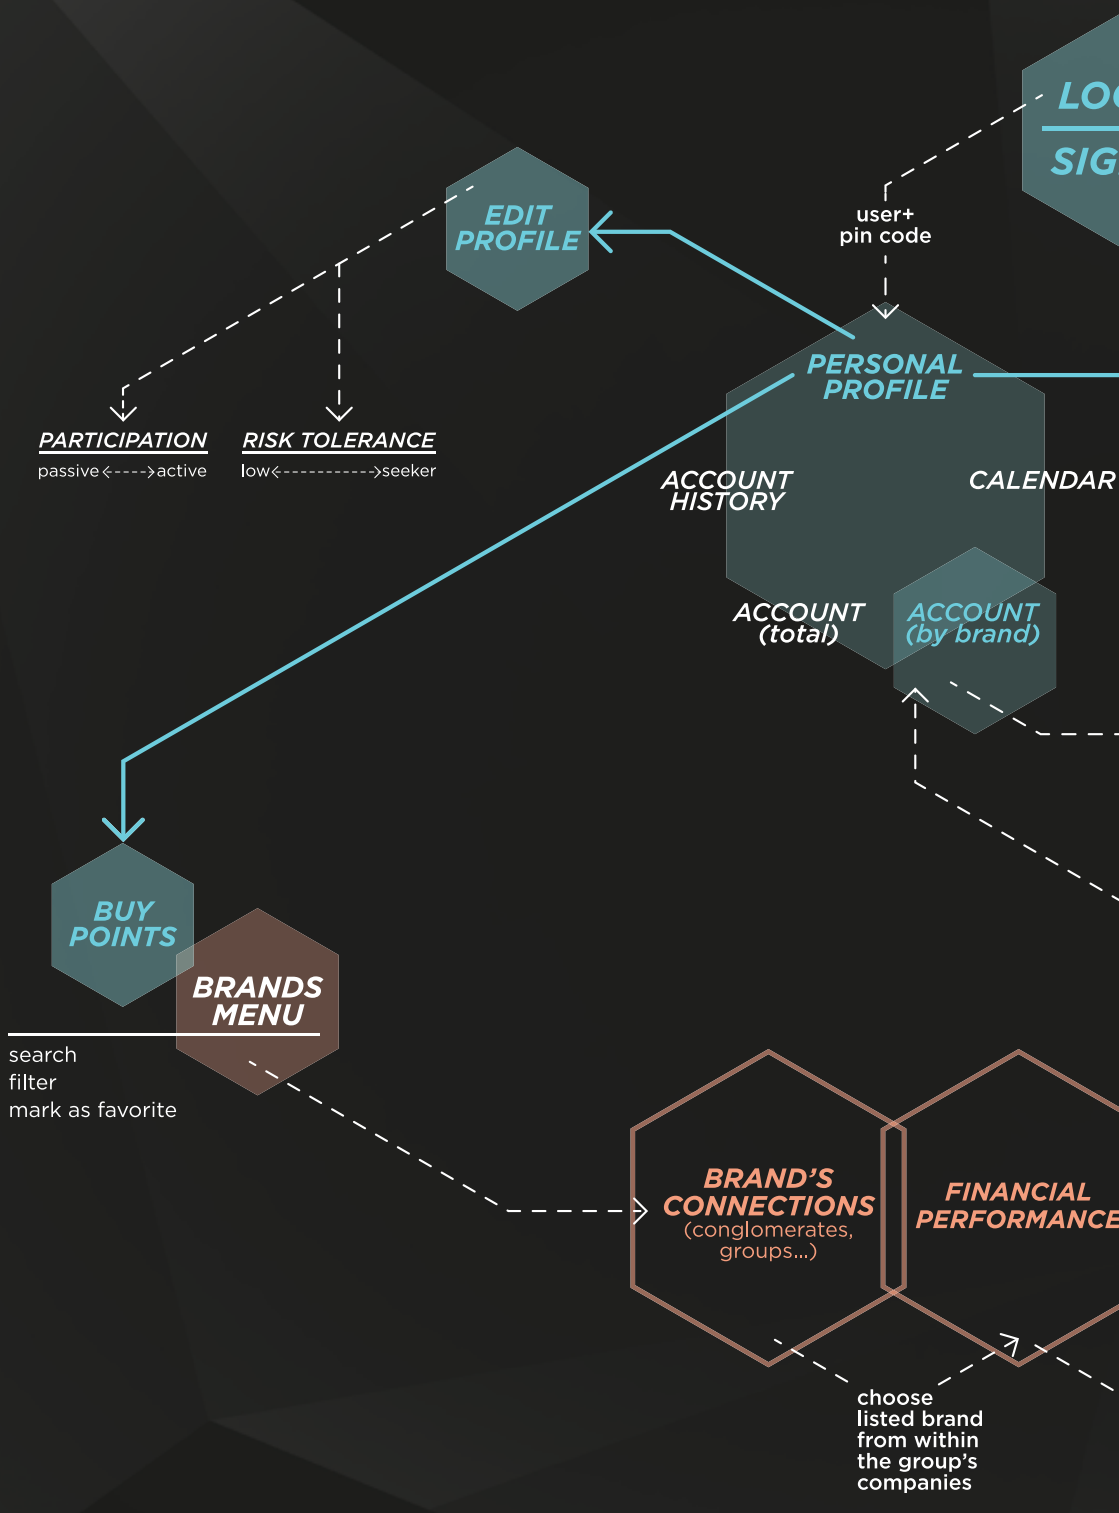 EDIT
PROFILE
user+
pin code
PERSONAL
PROFILE
PARTICIPATION
passive
active
RISK TOLERANCE
low
seeker
ACCOUNT
HISTORY
CALENDAR
ACCOUNT
(total)
ACCOUNT
(by brand)
BUY
POINTS
BRANDS
MENU
search
filter
mark as favorite
BRAND'S
CONNECTIONS
(conglomerates,
groups...)
FINANCIAL
PERFORMANCE
choose
listed brand
from within
the group's
companies